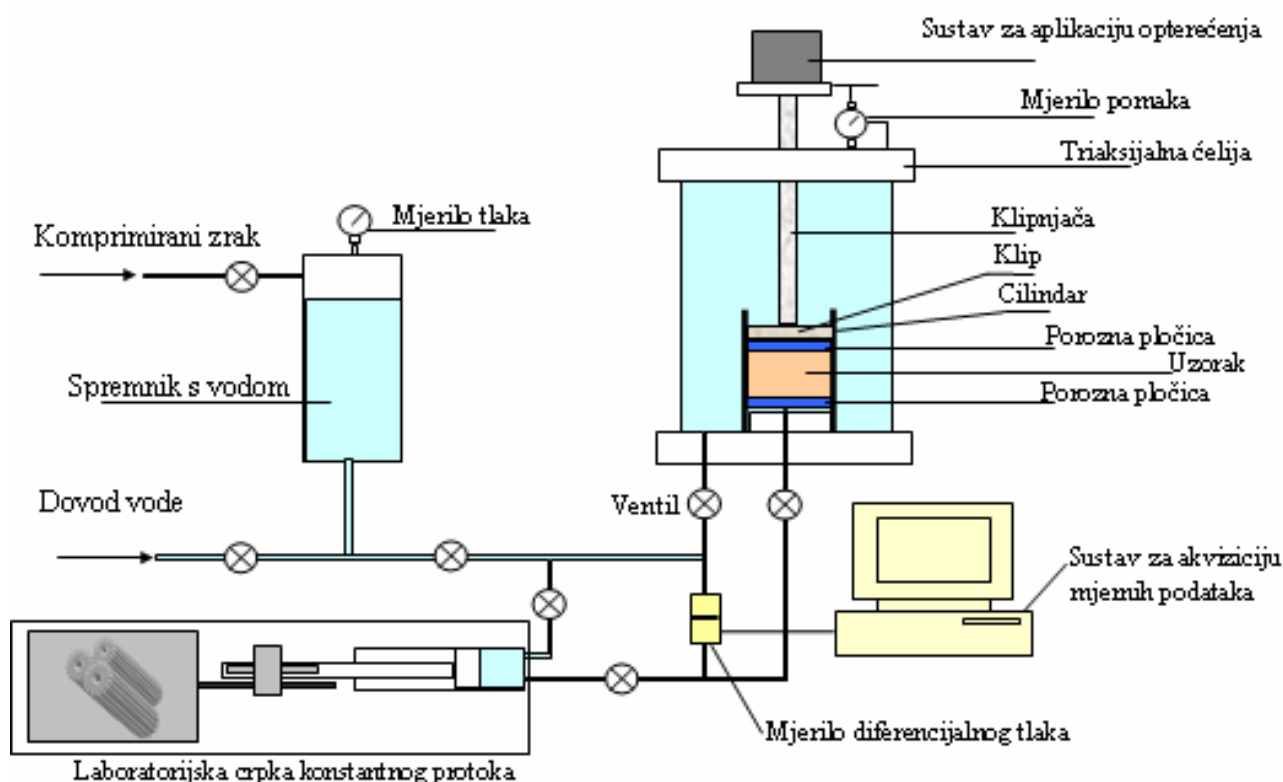 Sustav za aplikaciju opterećenja
Mjerilo pomaka
Triaksijalna ćelija
Mjerilo tlaka
Klipnjača
Komprimirani zrak
Klip
Cilindar
Porozna pločica
Uzorak
Spremnik s vodom
Porozna pločica
Dovod vode
Ventil
Sustav za akviziciju
mjernih podataka
Mjerilo diferencijalnog tlaka
Laboratorijska crpka konstantnog protoka